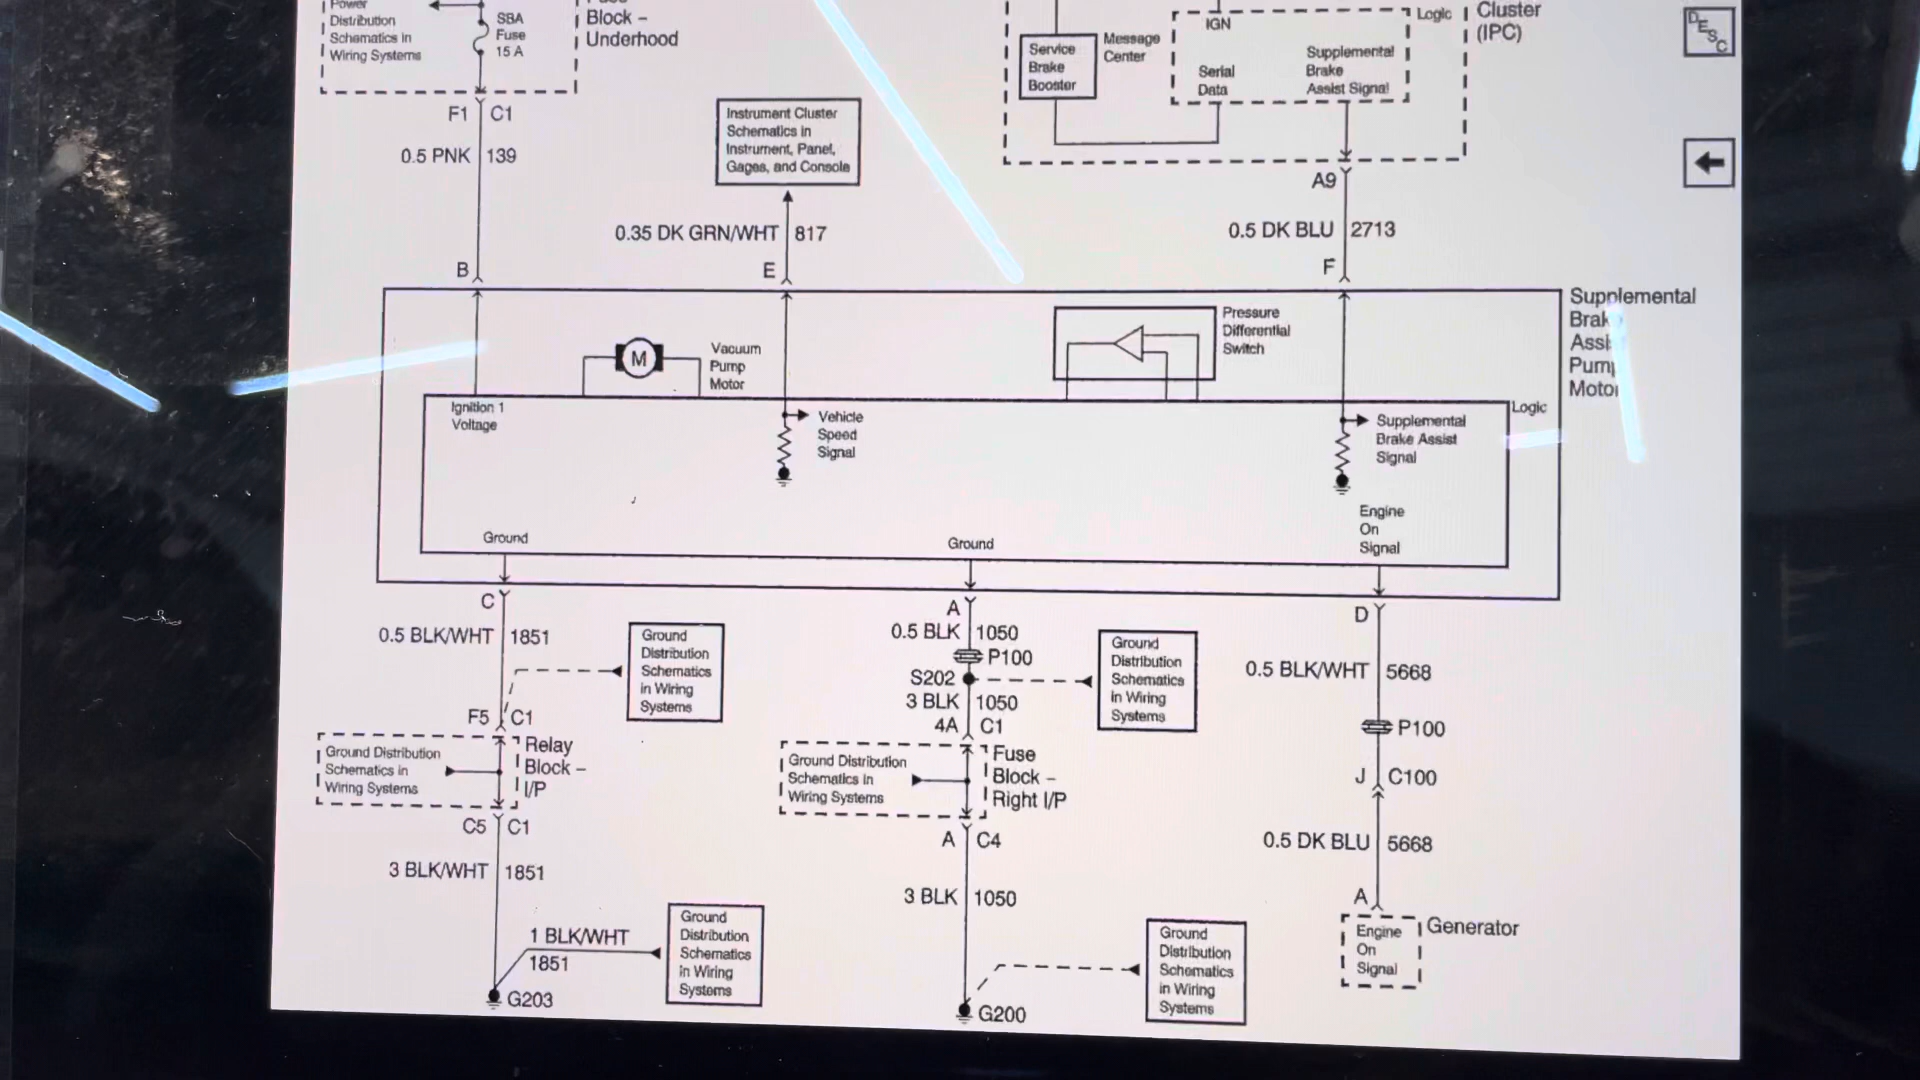 Power
Distribution
Schematics in
Wiring Systems
SBA
Fuse
15 A
Block –
Underhood
F1 C1
0.5 PNK 139
B
Instrument Cluster
Schematics in
Instrument, Panel,
Gages, and Console
0.35 DK GRN/WHT 817
E
Service
Brake
Booster
Message
Center
IGN
Serial
Data
Supplemental
Brake
Assist Signal
Logic
Cluster
(IPC)
A9
0.5 DK BLU 2713
F
DESC
Supplemental
Assi
Pum
Motor
Vacuum
Pump
Motor
M
Pressure
Differential
Switch
Logic
Ignition 1
Voltage
Vehicle
Speed
Signal
Supplemental
Brake Assist
Signal
Engine
On
Signal
Ground
Ground
C
0.5 BLK/WHT 1851
Ground
Distribution
Schematics
in Wiring
Systems
F5 C1
Ground Distribution
Schematics in
Wiring Systems
Relay
Block –
I/P
C5 C1
3 BLK/WHT 1851
1 BLK/WHT
1851
G203
Ground
Distribution
Schematics
in Wiring
Systems
A
0.5 BLK 1050
P100
S202
3 BLK 1050
4A C1
Ground
Distribution
Schematics
in Wiring
Systems
Ground Distribution
Schematics in
Wiring Systems
Fuse
Block –
Right I/P
A C4
3 BLK 1050
G200
Ground
Distribution
Schematics
in Wiring
Systems
D
0.5 BLK/WHT 5668
P100
J C100
0.5 DK BLU 5668
A
Engine
On
Signal
Generator